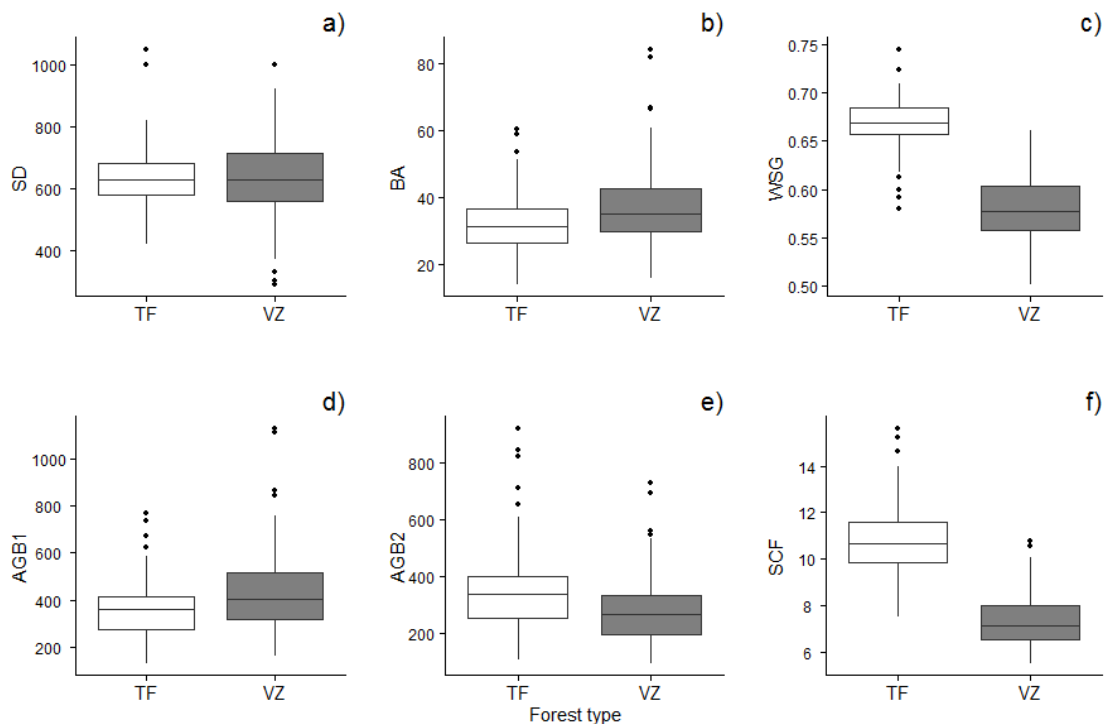 a)
SD
1000
800
600
400
TF
VZ
b)
BA
80
60
40
20
TF
VZ
c)
WSG
0.75
0.70
0.65
0.60
0.55
0.50
TF
VZ
d)
AGB1
1000
800
600
400
200
TF
VZ
e)
AGB2
800
600
400
200
TF
VZ
f)
SCF
14
12
10
8
6
TF
VZ
Forest type